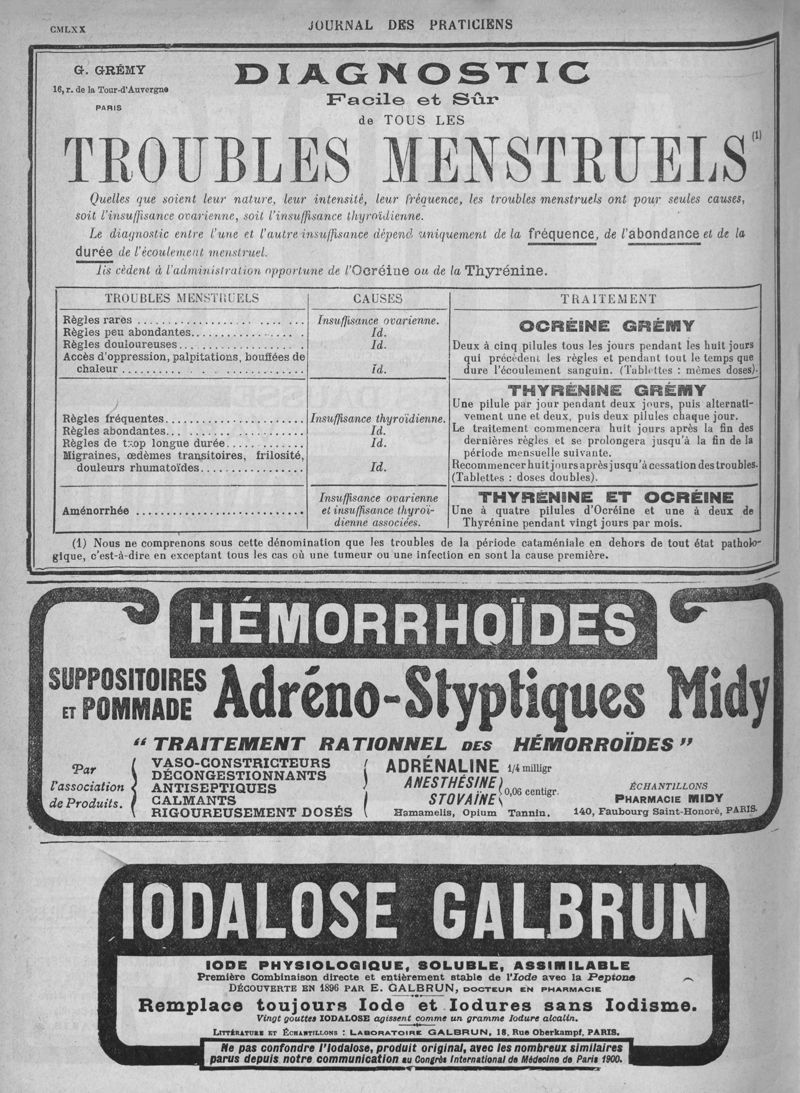 CMLXX
JOURNAL DES PRATICIENS
G. GRÉMY
16, r. de la Tour-d'Auvergne
PARIS
DIAGNOSTIC
Facile et Sûr
de TOUS LES
TROUBLES MENSTRUELS (1)
Quelles que soient leur nature, leur intensité, leur fréquence, les troubles menstruels ont pour seules causes,
soit l'insuffisance ovarienne, soit l'insuffisance thyroïdienne.
Le diagnostic entre l'une et l'autre insuffisance dépend uniquement de la fréquence, de l'abondance et de la
durée de l'écoulement menstruel.
Ils cèdent à l'administration opportune de l'Ocréine ou de la Thyrénine.
TROUBLES MENSTRUELS
CAUSES
TRAITEMENT
Règles rares
Insuffisance ovarienne.
Règles peu abondantes
Id.
Règles douloureuses
Id.
Accès d'oppression, palpitations, bouffées de
chaleur
Id.
OCRÉINE GRÉMY
Deux à cinq pilules tous les jours pendant les huit jours
qui précèdent les règles et pendant tout le temps que
dure l'écoulement sanguin. (Tablettes : mêmes doses).
Règles fréquentes
Insuffisance thyroïdienne.
Règles abondantes
Id.
Règles de trop longue durée
Id.
Migraines, œdèmes transitoires, frilosité,
douleurs rhumatoïdes
Id.
THYRÉNINE GRÉMY
Une pilule par jour pendant deux jours, puis alternati-
vement une et deux, puis deux pilules chaque jour.
Le traitement commencera huit jours après la fin des
dernières règles et se prolongera jusqu'à la fin de la
période mensuelle suivante.
Recommencer huit jours après jusqu'à cessation des troubles.
(Tablettes : doses doubles).
Aménorrhée
Insuffisance ovarienne
et insuffisance thyroï-
dienne associées.
THYRÉNINE ET OCRÉINE
Une à quatre pilules d'Ocréine et une à deux de
Thyrénine pendant vingt jours par mois.
(1) Nous ne comprenons sous cette dénomination que les troubles de la période cataméniale en dehors de tout état patholo-
gique, c'est-à-dire en exceptant tous les cas où une tumeur ou une infection en sont la cause première.
HÉMORRHOÏDES
SUPPOSITOIRES
ET POMMADE
Adréno-Styptiques Midy
“ TRAITEMENT RATIONNEL DES HÉMORROÏDES ”
Par
l'association
de Produits.
VASO-CONSTRICTEURS
DÉCONGESTIONNANTS
ANTISEPTIQUES
CALMANTS
RIGOUREUSEMENT DOSÉS
ADRÉNALINE 1/4 milligr
ANESTHÉSINE
STOVAÏNE
0,06 centigr.
Hamamelis, Opium Tannin.
ÉCHANTILLONS
PHARMACIE MIDY
140, Faubourg Saint-Honoré, PARIS.
IODALOSE GALBRUN
IODE PHYSIOLOGIQUE, SOLUBLE, ASSIMILABLE
Première Combinaison directe et entièrement stable de l'Iode avec la Peptone
DÉCOUVERTE EN 1896 PAR E. GALBRUN, DOCTEUR EN PHARMACIE
Remplace toujours Iode et Iodures sans Iodisme.
Vingt gouttes IODALOSE agissent comme un gramme Iodure alcalin.
LITTÉRATURE ET ÉCHANTILLONS : LABORATOIRE GALBRUN, 18, Rue Oberkampf, PARIS.
Ne pas confondre l'Iodalose, produit original, avec les nombreux similaires
parus depuis notre communication au Congrès International de Médecine de Paris 1900.